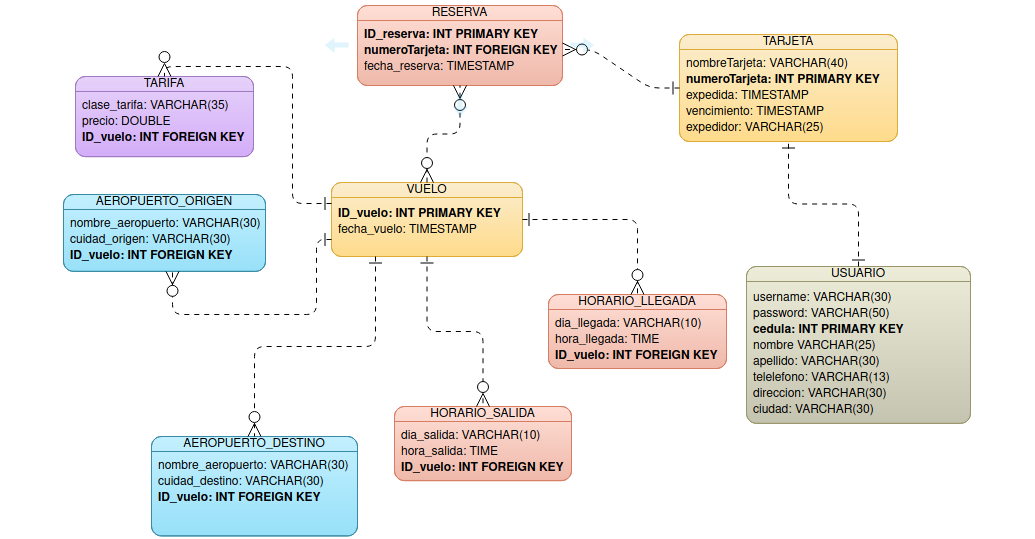 RESERVA
ID_reserva: INT PRIMARY KEY
numeroTarjeta: INT FOREIGN KEY
fecha_reserva: TIMESTAMP
TARJETA
nombreTarjeta: VARCHAR(40)
numeroTarjeta: INT PRIMARY KEY
expedida: TIMESTAMP
vencimiento: TIMESTAMP
expedidor: VARCHAR(25)
TARIFA
clase_tarifa: VARCHAR(35)
precio: DOUBLE
ID_vuelo: INT FOREIGN KEY
AEROPUERTO_ORIGEN
nombre_aeropuerto: VARCHAR(30)
cuidad_origen: VARCHAR(30)
ID_vuelo: INT FOREIGN KEY
VUELO
ID_vuelo: INT PRIMARY KEY
fecha_vuelo: TIMESTAMP
HORARIO_LLEGADA
dia_llegada: VARCHAR(10)
hora_llegada: TIME
ID_vuelo: INT FOREIGN KEY
USUARIO
username: VARCHAR(30)
password: VARCHAR(50)
cedula: INT PRIMARY KEY
nombre VARCHAR(25)
apellido: VARCHAR(30)
telelefono: VARCHAR(13)
direccion: VARCHAR(30)
ciudad: VARCHAR(30)
HORARIO_SALIDA
dia_salida: VARCHAR(10)
hora_salida: TIME
ID_vuelo: INT FOREIGN KEY
AEROPUERTO_DESTINO
nombre_aeropuerto: VARCHAR(30)
cuidad_destino: VARCHAR(30)
ID_vuelo: INT FOREIGN KEY